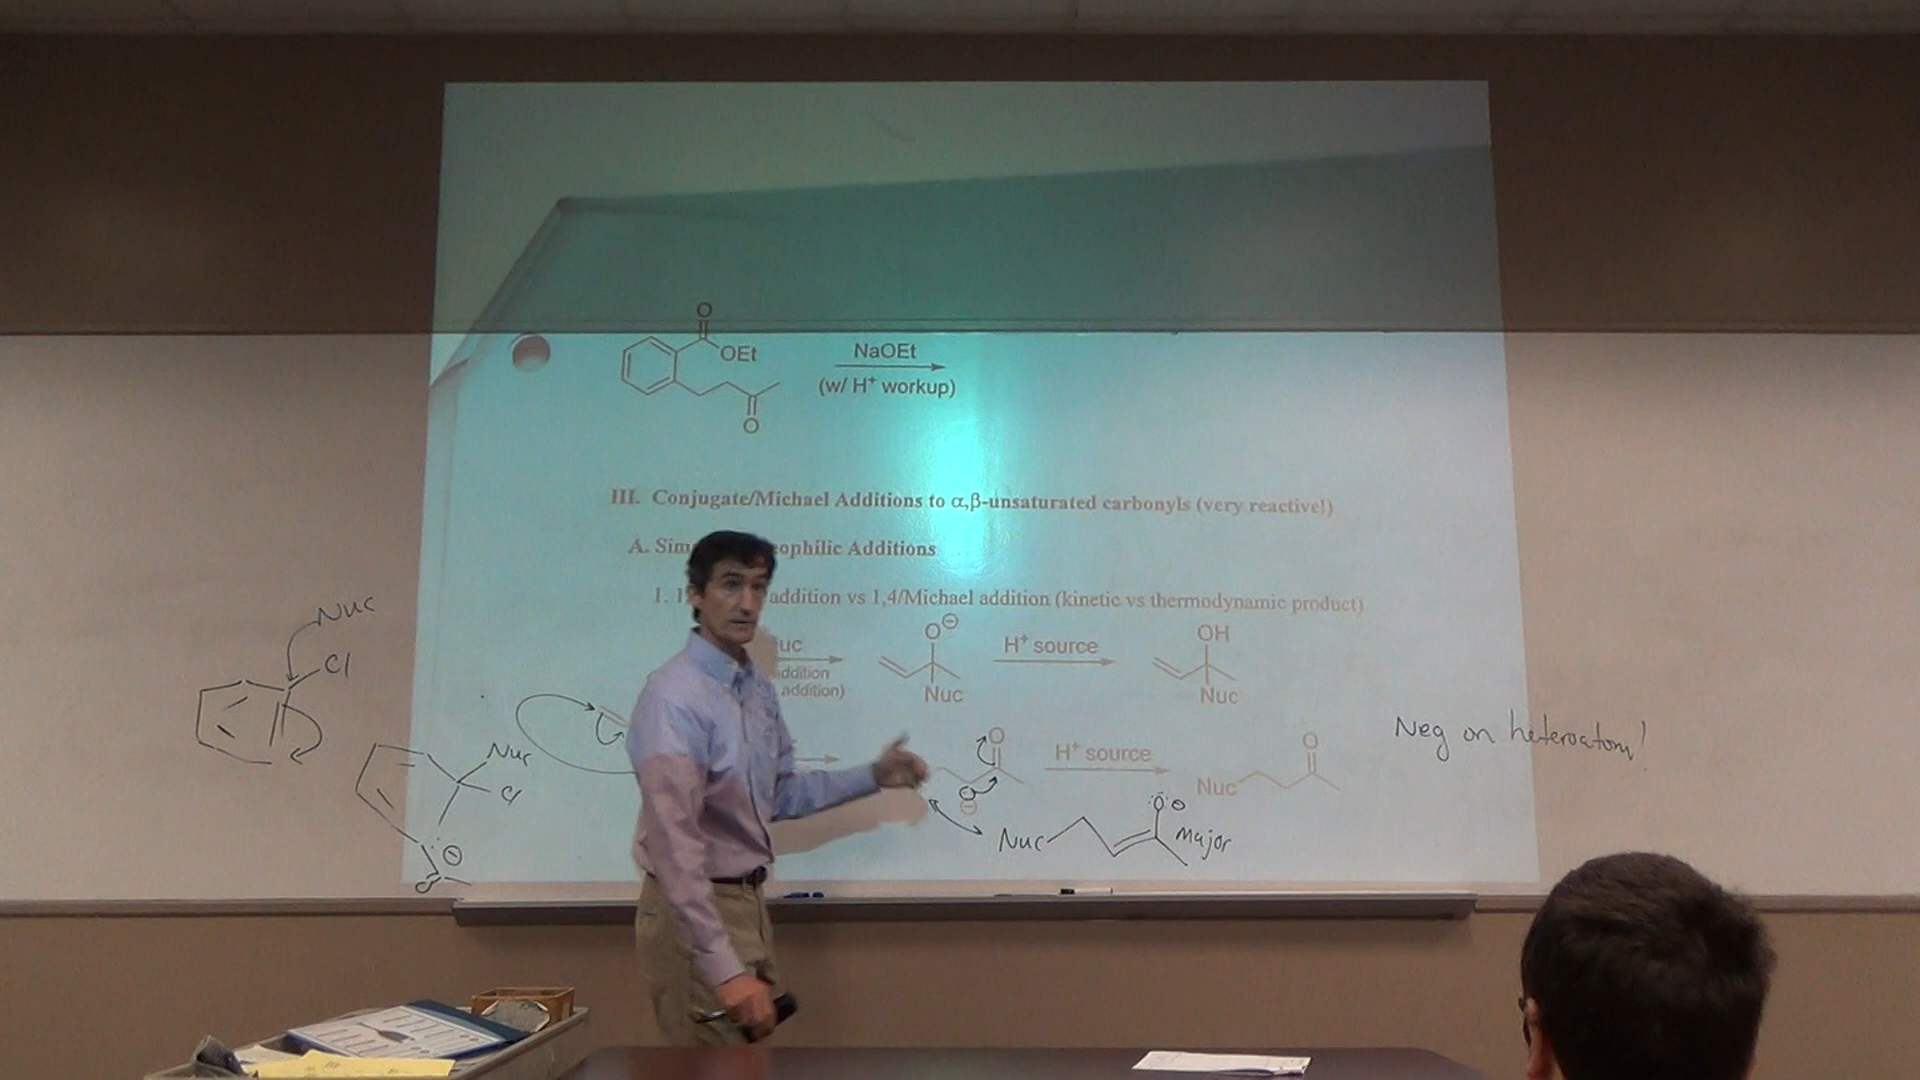 O
OEt
O
NaOEt
(w/ H⁺ workup)
III. Conjugate/Michael Additions to α,β-unsaturated carbonyls (very reactive!)
A. ophilic Additions
1. addition vs 1,4/Michael addition (kinetic vs thermodynamic product)
O⊖
Nuc
H⁺ source
OH
Nuc
addition)
O
⊖
H⁺ source
O
Nuc
Nuc
Cl
Nuc
Cl
⊖
Nuc
O⊖
Major
Neg on heteroatom!